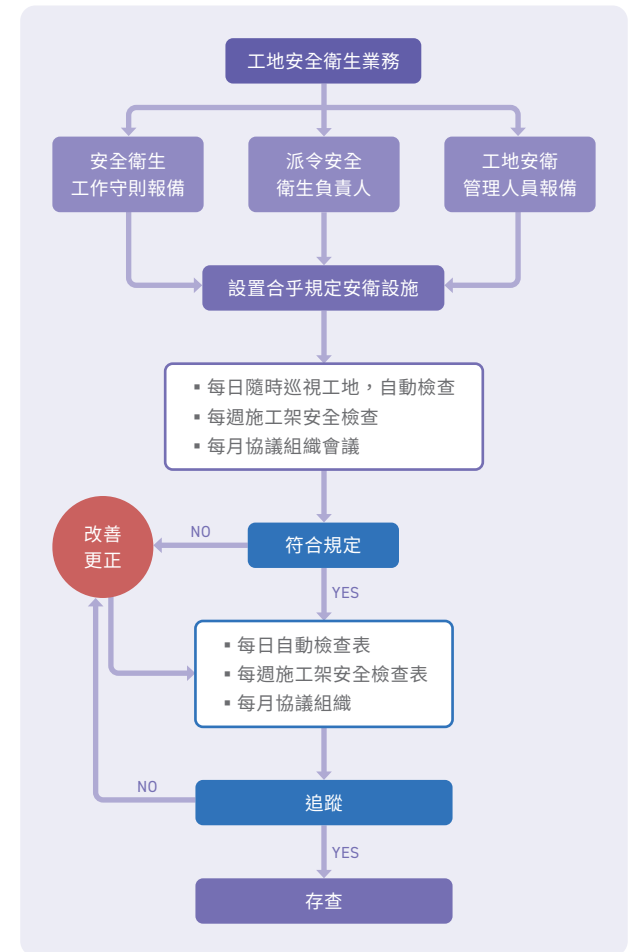 工地安全衛生業務
安全衛生
工作守則報備
派令安全
衛生負責人
工地安衛
管理人員報備
設置合乎規定安衛設施
▪ 每日隨時巡視工地，自動檢查
▪ 每週施工架安全檢查
▪ 每月協議組織會議
改善
更正
NO
符合規定
YES
▪ 每日自動檢查表
▪ 每週施工架安全檢查表
▪ 每月協議組織
NO
追蹤
YES
存查